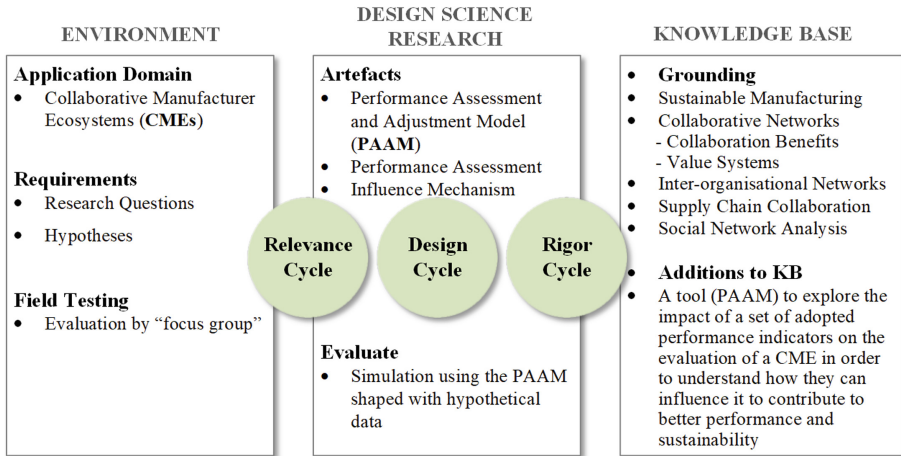 ENVIRONMENT
Application Domain
• Collaborative Manufacturer
Ecosystems (CMEs)
Requirements
• Research Questions
• Hypotheses
Field Testing
• Evaluation by “focus group”
Relevance
Cycle
DESIGN SCIENCE
RESEARCH
Artefacts
• Performance Assessment
and Adjustment Model
(PAAM)
• Performance Assessment
• Influence Mechanism
Design
Cycle
Evaluate
• Simulation using the PAAM
shaped with hypothetical
data
Rigor
Cycle
KNOWLEDGE BASE
• Grounding
• Sustainable Manufacturing
• Collaborative Networks
- Collaboration Benefits
- Value Systems
• Inter-organisational Networks
• Supply Chain Collaboration
• Social Network Analysis
• Additions to KB
• A tool (PAAM) to explore the
impact of a set of adopted
performance indicators on the
evaluation of a CME in order
to understand how they can
influence it to contribute to
better performance and
sustainability